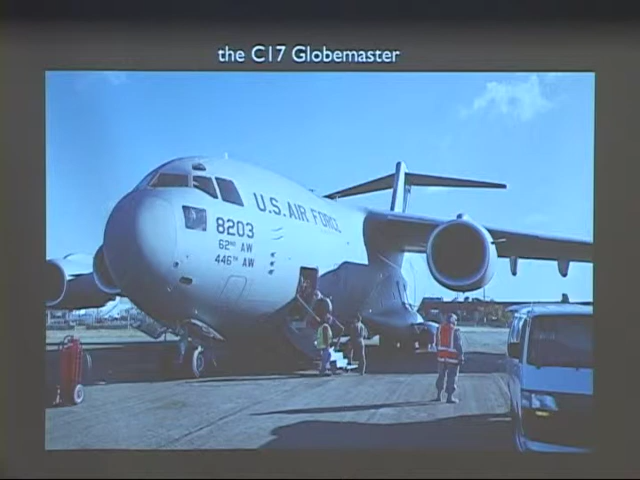 the C17 Globemaster
U.S. AIR FORCE
8203
62ND AW
446TH AW